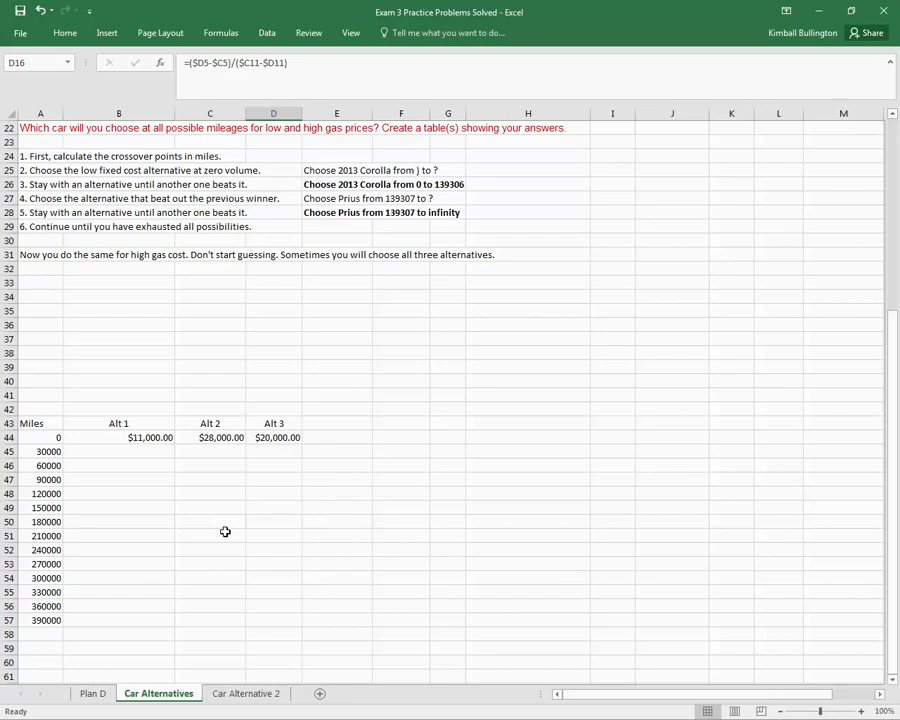 Exam 3 Practice Problems Solved - Excel
File Home Insert Page Layout Formulas Data Review View Tell me what you want to do... Kimball Bullington Share
D16 fx =($D5-$C5)/($C11-$D11)
A B C D E F G H I J K L M
22 Which car will you choose at all possible mileages for low and high gas prices? Create a table(s) showing your answers.
23
24 1. First, calculate the crossover points in miles.
25 2. Choose the low fixed cost alternative at zero volume. Choose 2013 Corolla from ) to ?
26 3. Stay with an alternative until another one beats it. Choose 2013 Corolla from 0 to 139306
27 4. Choose the alternative that beat out the previous winner. Choose Prius from 139307 to ?
28 5. Stay with an alternative until another one beats it. Choose Prius from 139307 to infinity
29 6. Continue until you have exhausted all possibilities.
30
31 Now you do the same for high gas cost. Don't start guessing. Sometimes you will choose all three alternatives.
32
33
34
35
36
37
38
39
40
41
42
43 Miles Alt 1 Alt 2 Alt 3
44 0 $11,000.00 $28,000.00 $20,000.00
45 30000
46 60000
47 90000
48 120000
49 150000
50 180000
51 210000
52 240000
53 270000
54 300000
55 330000
56 360000
57 390000
58
59
60
61
Plan D Car Alternatives Car Alternative 2
Ready 100%